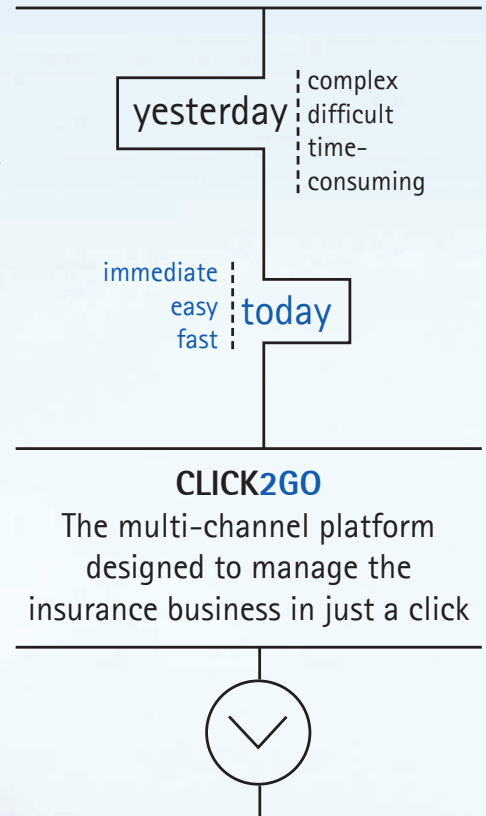 yesterday
complex
difficult
time-
consuming
immediate
easy
fast
today
CLICK2GO
The multi-channel platform
designed to manage the
insurance business in just a click